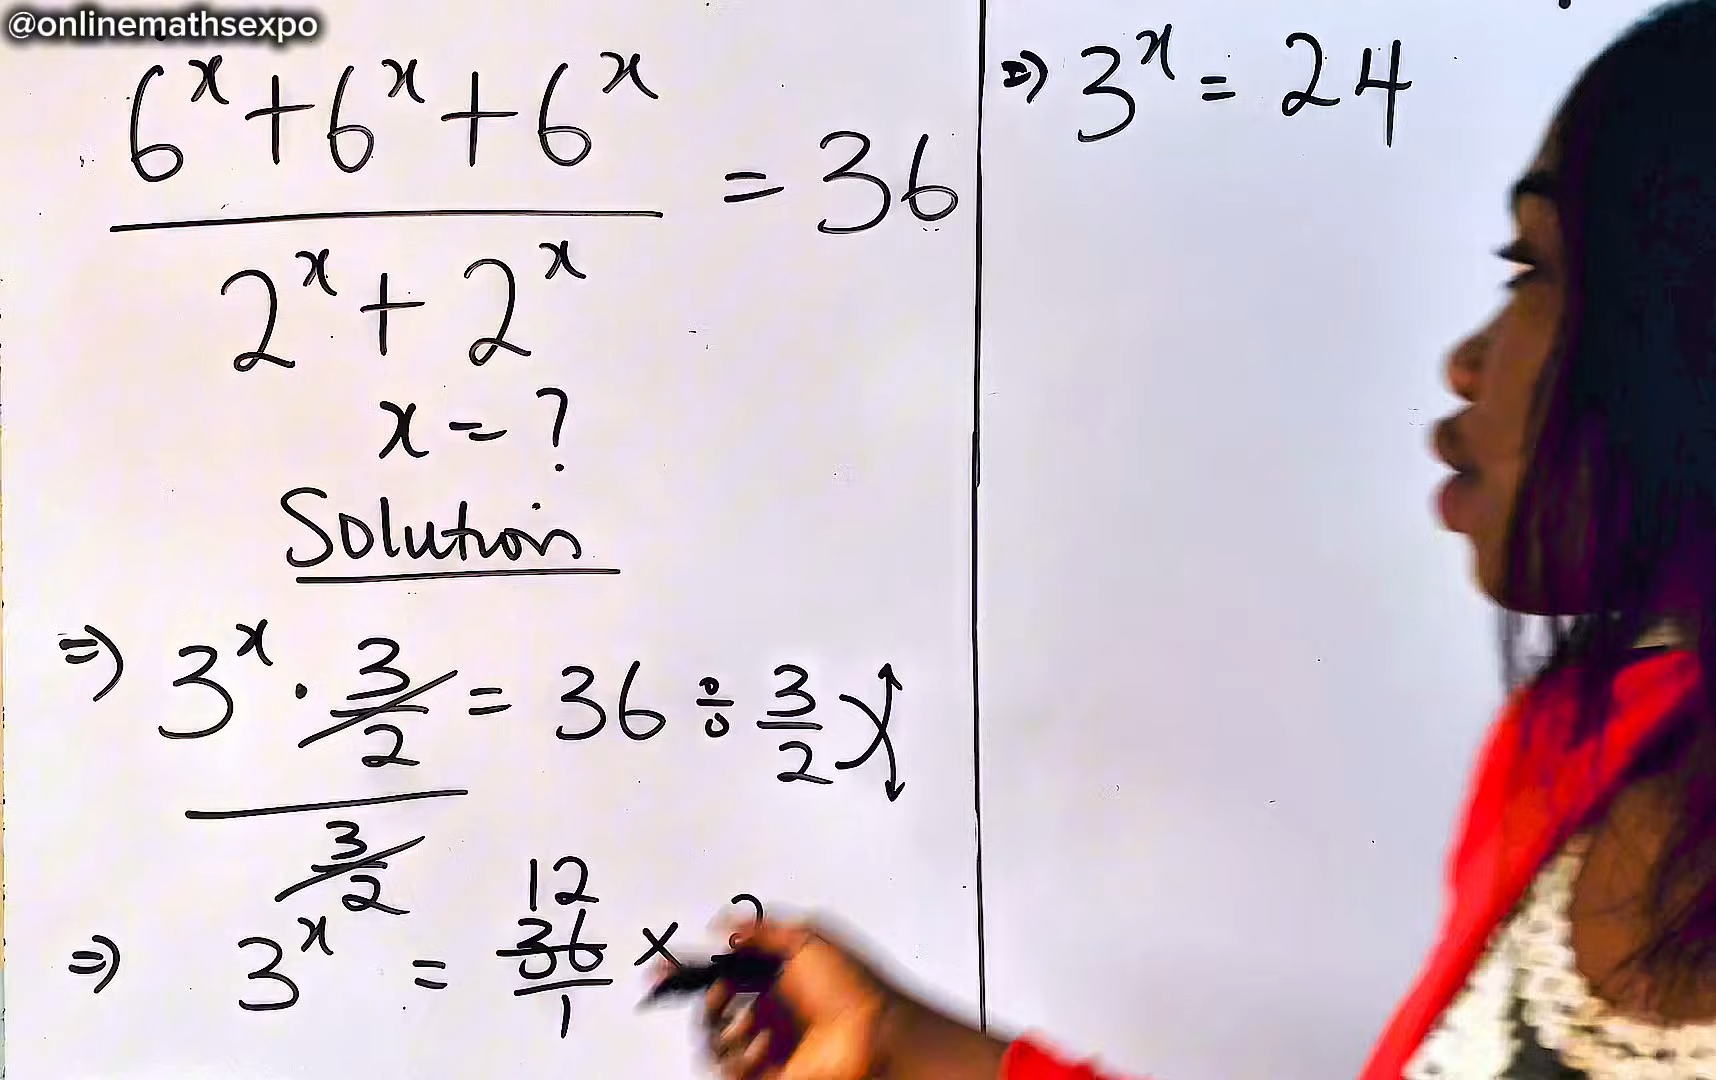 @onlinemathsexpo
6^x + 6^x + 6^x
_____________ = 36
2^x + 2^x
x = ?
Solution
⇒ 3^x · 3/2 = 36 ÷ 3/2
3/2
12
⇒ 3^x = 36/1 ×
⇒ 3^x = 24